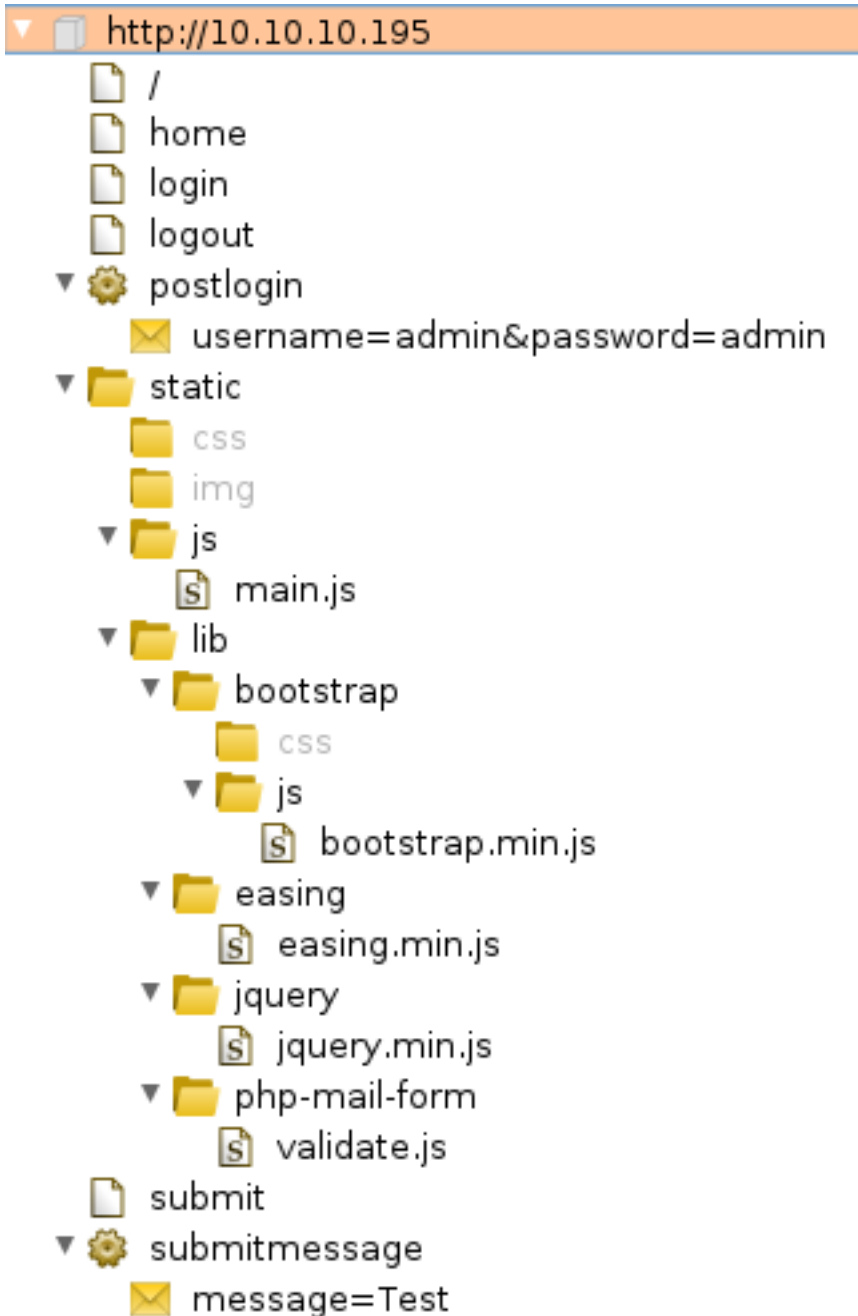 http://10.10.10.195
/
home
login
logout
postlogin
username=admin&password=admin
static
css
img
js
main.js
lib
bootstrap
css
js
bootstrap.min.js
easing
easing.min.js
jquery
jquery.min.js
php-mail-form
validate.js
submit
submitmessage
message=Test